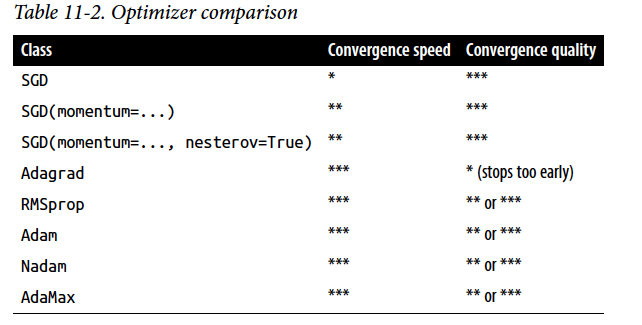 Table 11-2. Optimizer comparison
Class Convergence speed Convergence quality
SGD * ***
SGD(momentum=...) ** ***
SGD(momentum=..., nesterov=True) ** ***
Adagrad *** * (stops too early)
RMSprop *** ** or ***
Adam *** ** or ***
Nadam *** ** or ***
AdaMax *** ** or ***